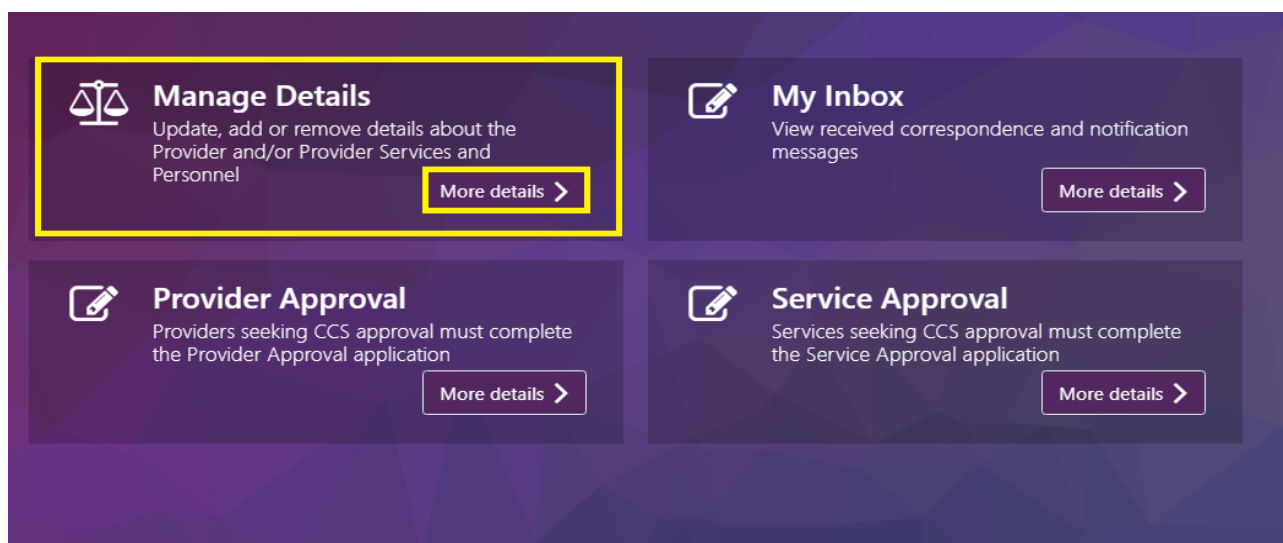 Manage Details
Update, add or remove details about the
Provider and/or Provider Services and
Personnel
More details
My Inbox
View received correspondence and notification
messages
More details
Provider Approval
Providers seeking CCS approval must complete
the Provider Approval application
More details
Service Approval
Services seeking CCS approval must complete
the Service Approval application
More details